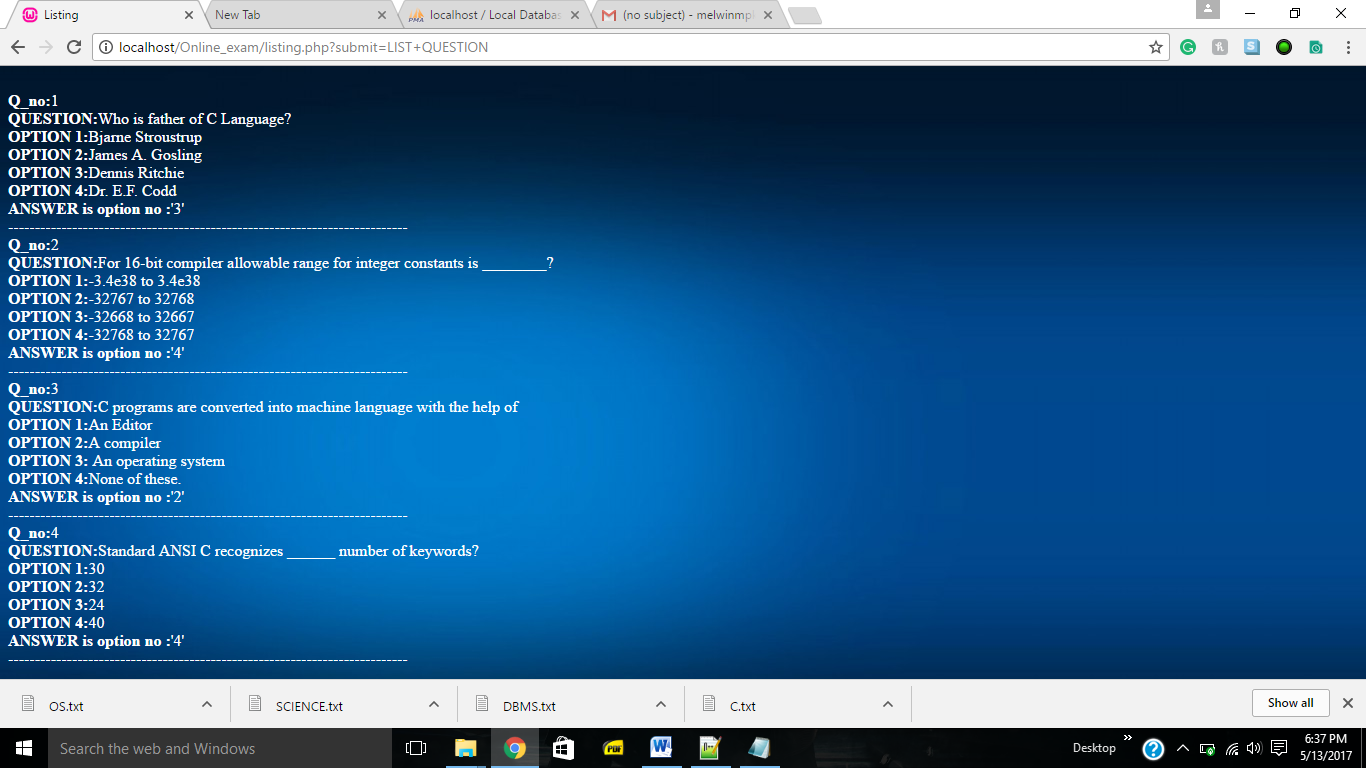 Listing
New Tab
localhost / Local Databas
(no subject) - melwinmp
localhost/Online_exam/listing.php?submit=LIST+QUESTION
Q_no:1
QUESTION:Who is father of C Language?
OPTION 1:Bjarne Stroustrup
OPTION 2:James A. Gosling
OPTION 3:Dennis Ritchie
OPTION 4:Dr. E.F. Codd
ANSWER is option no :'3'
--------------------------------------------------------------------------------
Q_no:2
QUESTION:For 16-bit compiler allowable range for integer constants is ________?
OPTION 1:-3.4e38 to 3.4e38
OPTION 2:-32767 to 32768
OPTION 3:-32668 to 32667
OPTION 4:-32768 to 32767
ANSWER is option no :'4'
--------------------------------------------------------------------------------
Q_no:3
QUESTION:C programs are converted into machine language with the help of
OPTION 1:An Editor
OPTION 2:A compiler
OPTION 3: An operating system
OPTION 4:None of these.
ANSWER is option no :'2'
--------------------------------------------------------------------------------
Q_no:4
QUESTION:Standard ANSI C recognizes ______ number of keywords?
OPTION 1:30
OPTION 2:32
OPTION 3:24
OPTION 4:40
ANSWER is option no :'4'
--------------------------------------------------------------------------------
OS.txt
SCIENCE.txt
DBMS.txt
C.txt
Show all
Search the web and Windows
PDF
Desktop
6:37 PM
5/13/2017